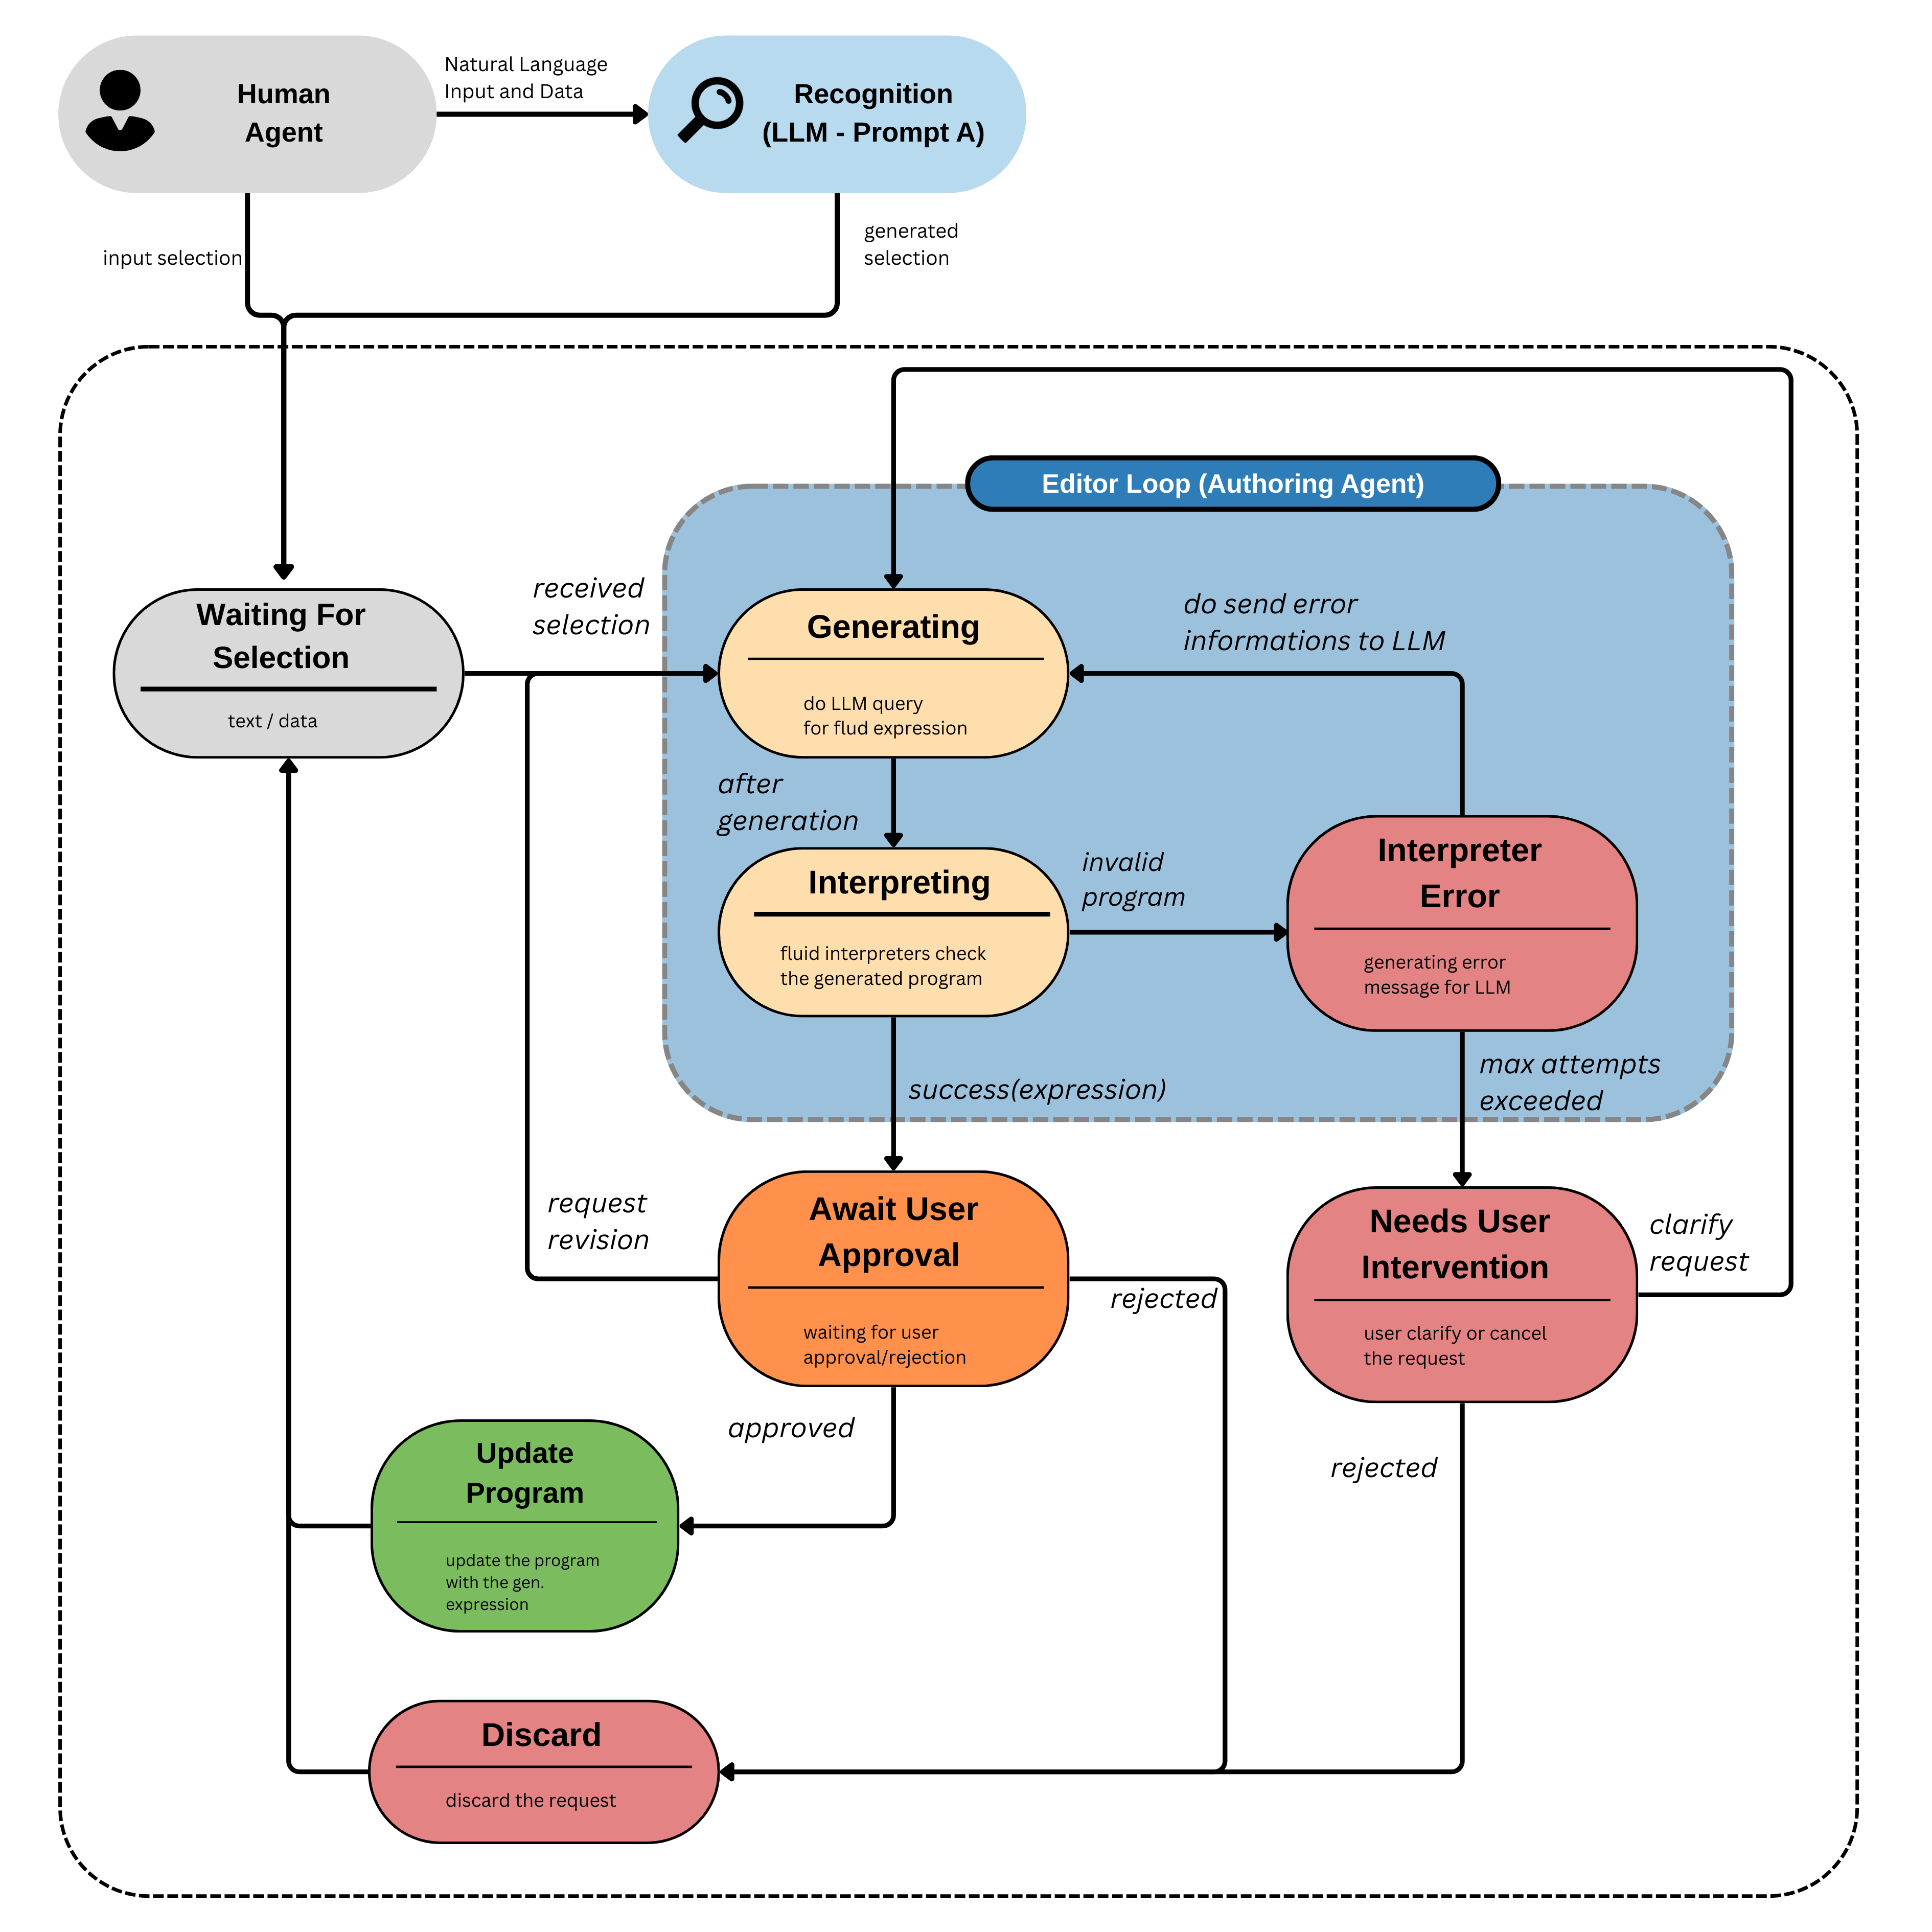 Human
Agent
Natural Language
Input and Data
Recognition
(LLM - Prompt A)
input selection
generated
selection
Editor Loop (Authoring Agent)
Waiting For
Selection
text / data
received
selection
Generating
do LLM query
for flud expression
do send error
informations to LLM
after
generation
Interpreting
fluid interpreters check
the generated program
invalid
program
Interpreter
Error
generating error
message for LLM
success(expression)
max attempts
exceeded
request
revision
Await User
Approval
waiting for user
approval/rejection
rejected
Needs User
Intervention
user clarify or cancel
the request
clarify
request
approved
rejected
Update
Program
update the program
with the gen.
expression
Discard
discard the request